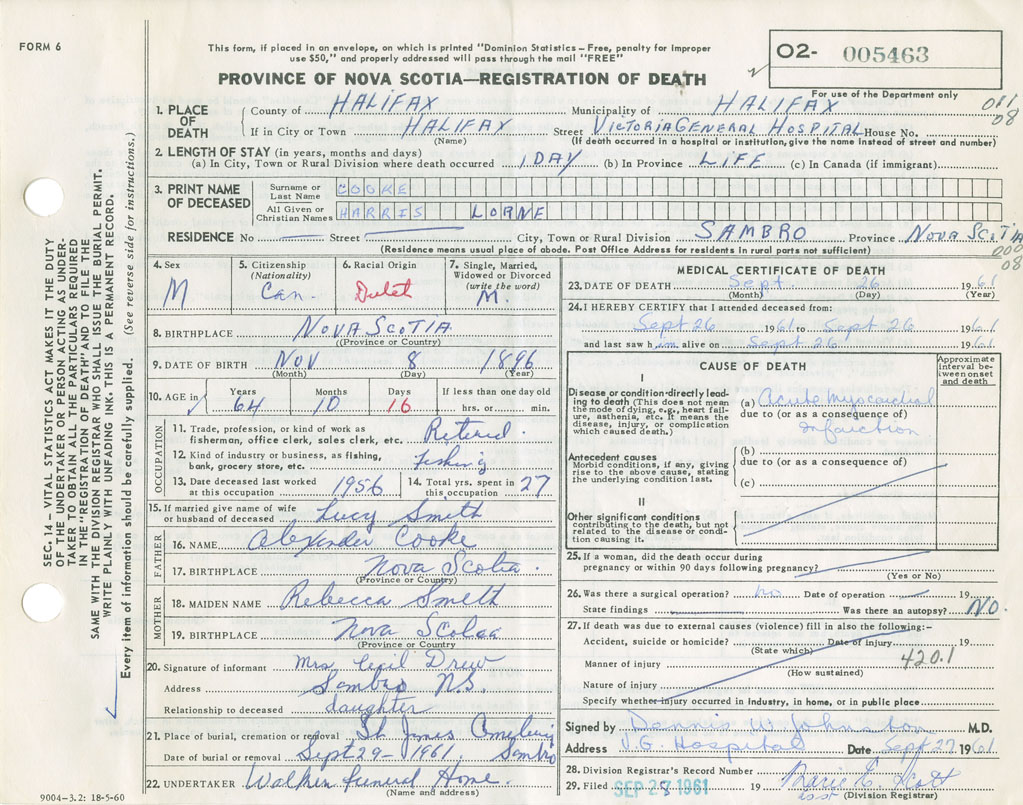 FORM 6
This form, if placed in an envelope, on which is printed "Dominion Statistics – Free, penalty for improper
use $50," and properly addressed will pass through the mail "FREE"
O2- 005463
PROVINCE OF NOVA SCOTIA—REGISTRATION OF DEATH
For use of the Department only
011
08
1. PLACE OF DEATH
County of HALIFAX Municipality of HALIFAX
If in City or Town HALIFAX Street VICTORIA GENERAL HOSPITAL House No.
(Name) (If death occurred in a hospital or institution, give the name instead of street and number)
2. LENGTH OF STAY (in years, months and days)
(a) In City, Town or Rural Division where death occurred 1 DAY (b) In Province LIFE (c) In Canada (if immigrant)
3. PRINT NAME OF DECEASED
Surname or Last Name COOKE
All Given or Christian Names HARRIS LORNE
RESIDENCE No Street City, Town or Rural Division SAMBRO Province NOVA SCOTIA
(Residence means usual place of abode. Post Office Address for residents in rural parts not sufficient)
000
08
4. Sex M
5. Citizenship (Nationality) Can.
6. Racial Origin Dutch
7. Single, Married, Widowed or Divorced (write the word) M.
8. BIRTHPLACE NOVA SCOTIA
(Province or Country)
9. DATE OF BIRTH NOV 8 1896
(Month) (Day) (Year)
10. AGE in Years 64 Months 10 Days 16 If less than one day old hrs. or min.
OCCUPATION
11. Trade, profession, or kind of work as
fisherman, office clerk, sales clerk, etc. Retired.
12. Kind of industry or business, as fishing,
bank, grocery store, etc. fishing
13. Date deceased last worked at this occupation 1956 14. Total yrs. spent in this occupation 27
15. If married give name of wife
or husband of deceased Lucy Smith
FATHER
16. NAME Alexander Cooke
17. BIRTHPLACE Nova Scotia.
(Province or Country)
MOTHER
18. MAIDEN NAME Rebecca Smith
19. BIRTHPLACE Nova Scotia
(Province or Country
20. Signature of informant Mrs Cecil Drew
Address Sambro N.S.
Relationship to deceased daughter
21. Place of burial, cremation or removal St. James Cemetery
Date of burial or removal Sept 29 - 1961. Sambro
22. UNDERTAKER Walker Funeral Home.
(Name and address)
9004-3.2: 18-5-60
MEDICAL CERTIFICATE OF DEATH
23. DATE OF DEATH Sept 26 1961
(Month) (Day) (Year)
24. I HEREBY CERTIFY that I attended deceased from:
Sept 26 1961 to Sept 26 1961
and last saw him alive on Sept 26 1961
CAUSE OF DEATH
Approximate interval between onset and death
I
Disease or condition directly leading to death (This does not mean
the mode of dying, e.g., heart failure, asthenia, etc. It means the
disease, injury, or complication
which caused death.)
(a) Acute myocardial
due to (or as a consequence of)
infarction
Antecedent causes
Morbid conditions, if any, giving
rise to the above cause, stating
the underlying condition last.
(b)
due to (or as a consequence of)
(c)
II
Other significant conditions
contributing to the death, but not
related to the disease or condition causing it.
25. If a woman, did the death occur during
pregnancy or within 90 days following pregnancy?
(Yes or No)
26. Was there a surgical operation? no Date of operation 19
State findings Was there an autopsy? NO.
27. If death was due to external causes (violence) fill in also the following:–
Accident, suicide or homicide? Date of injury 19
(State which)
Manner of injury 420.1
(How sustained)
Nature of injury
Specify whether injury occurred in industry, in home, or in public place
Signed by Dennis W Johnston M.D.
Address V.G. Hospital Date Sept 27 1961
28. Division Registrar's Record Number
29. Filed SEP 28 1961 19 Marie E. Scott
asst (Division Registrar)
SEC. 14 – VITAL STATISTICS ACT MAKES IT THE DUTY
OF THE UNDERTAKER OR PERSON ACTING AS UNDERTAKER TO OBTAIN ALL THE PARTICULARS REQUIRED
IN THE "REGISTRATION OF DEATH" AND TO FILE THE
SAME WITH THE DIVISION REGISTRAR WHO SHALL ISSUE THE BURIAL PERMIT.
WRITE PLAINLY WITH UNFADING INK. THIS IS A PERMANENT RECORD.
Every item of information should be carefully supplied. (See reverse side for instructions.)